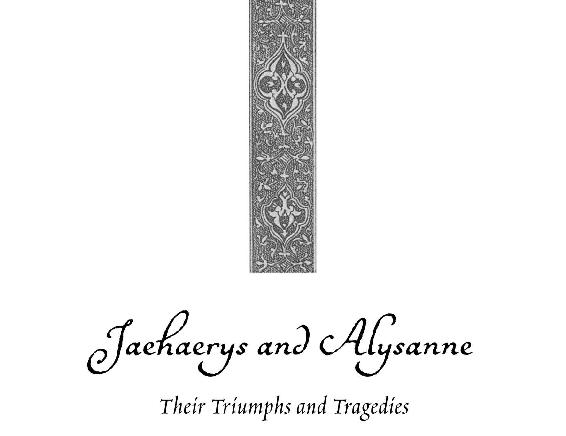 Jaehaerys and Alysanne
Their Triumphs and Tragedies